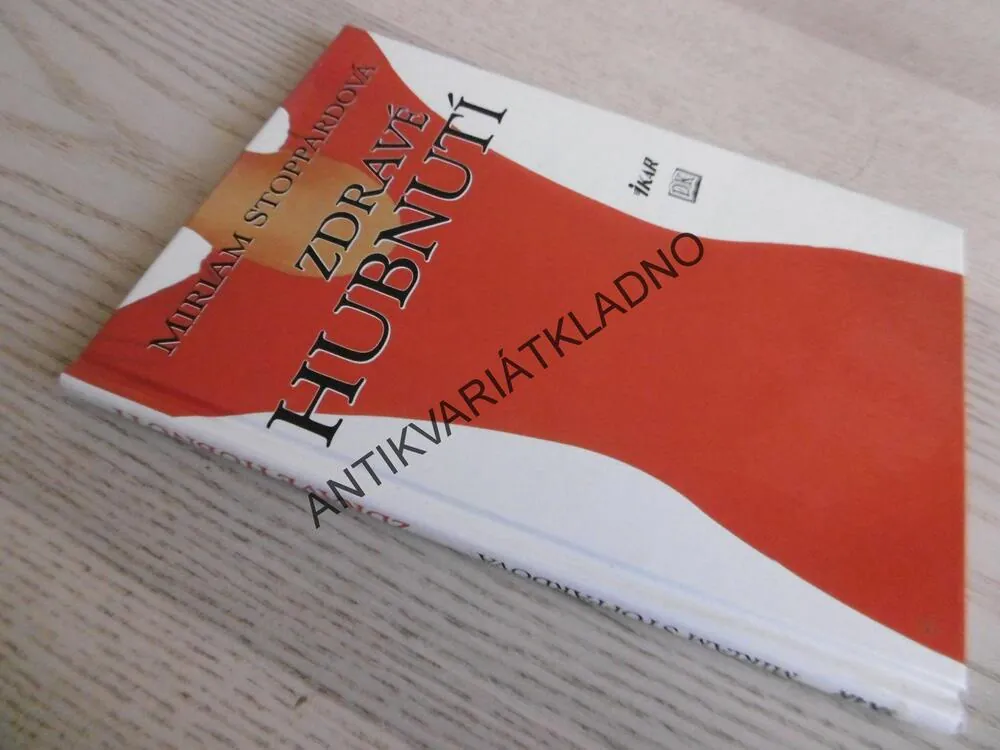 MIRIAM STOPPARDOVÁ
ZDRAVÉ
HUBNUTÍ
IKAR
DK
ANTIKVARIÁTKLADNO